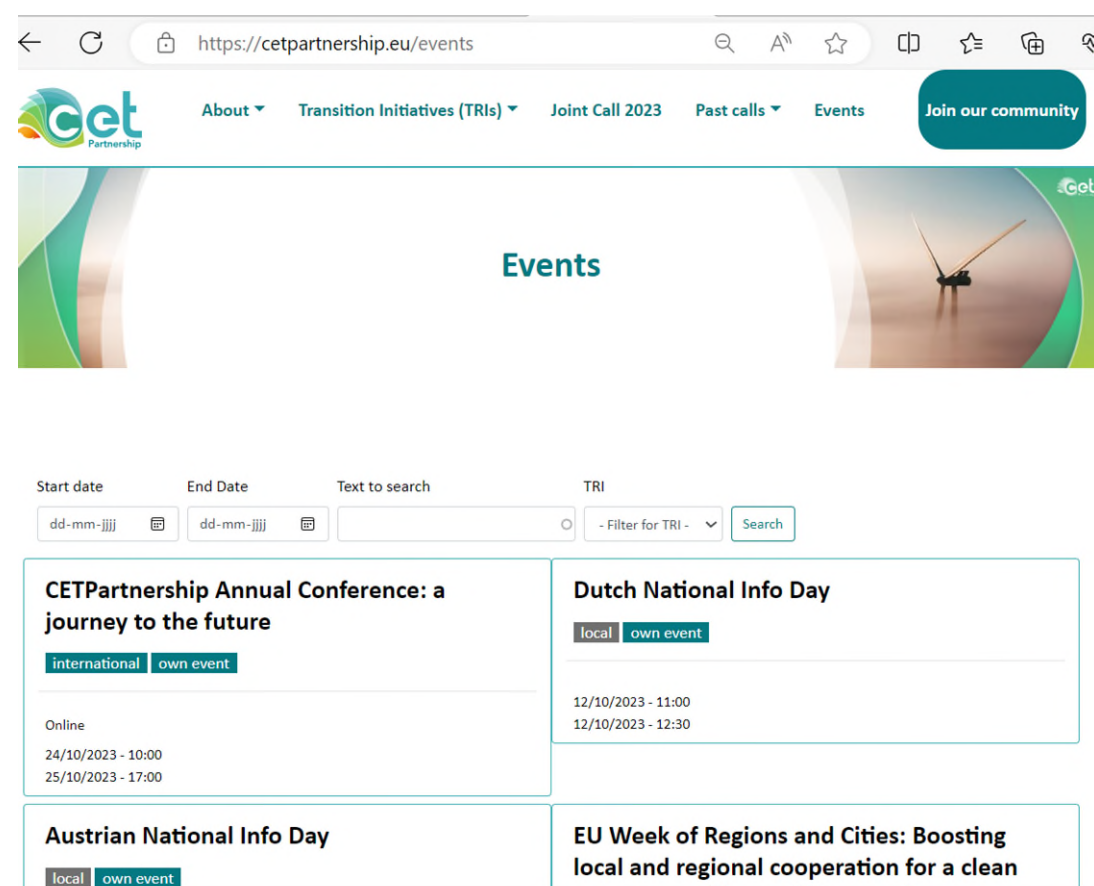 https://cetpartnership.eu/events
cet
Partnership
About
Transition Initiatives (TRIs)
Joint Call 2023
Past calls
Events
Join our community
cet
Events
Start date
End Date
Text to search
TRI
dd-mm-jjjj
dd-mm-jjjj
- Filter for TRI -
Search
CETPartnership Annual Conference: a
journey to the future
international own event
Online
24/10/2023 - 10:00
25/10/2023 - 17:00
Dutch National Info Day
local own event
12/10/2023 - 11:00
12/10/2023 - 12:30
Austrian National Info Day
local own event
EU Week of Regions and Cities: Boosting
local and regional cooperation for a clean